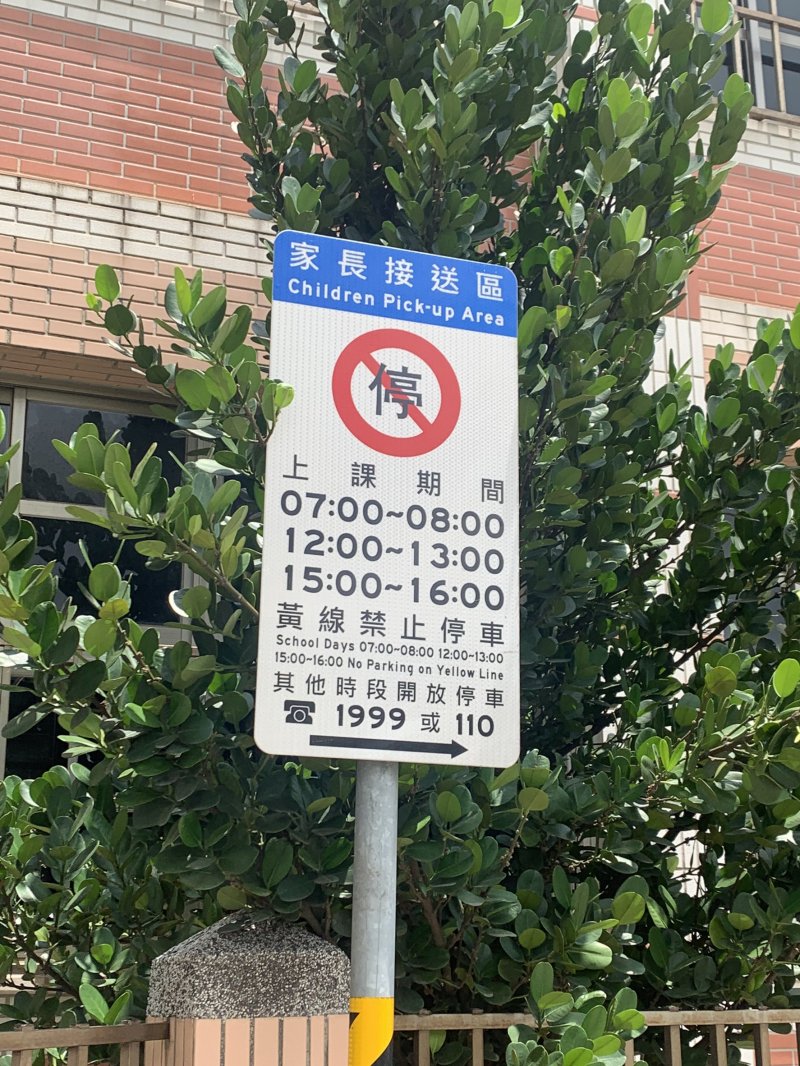 家長接送區
Children Pick-up Area
停
上課期間
07:00~08:00
12:00~13:00
15:00~16:00
黃線禁止停車
School Days 07:00~08:00 12:00~13:00
15:00~16:00 No Parking on Yellow Line
其他時段開放停車
☎ 1999 或 110